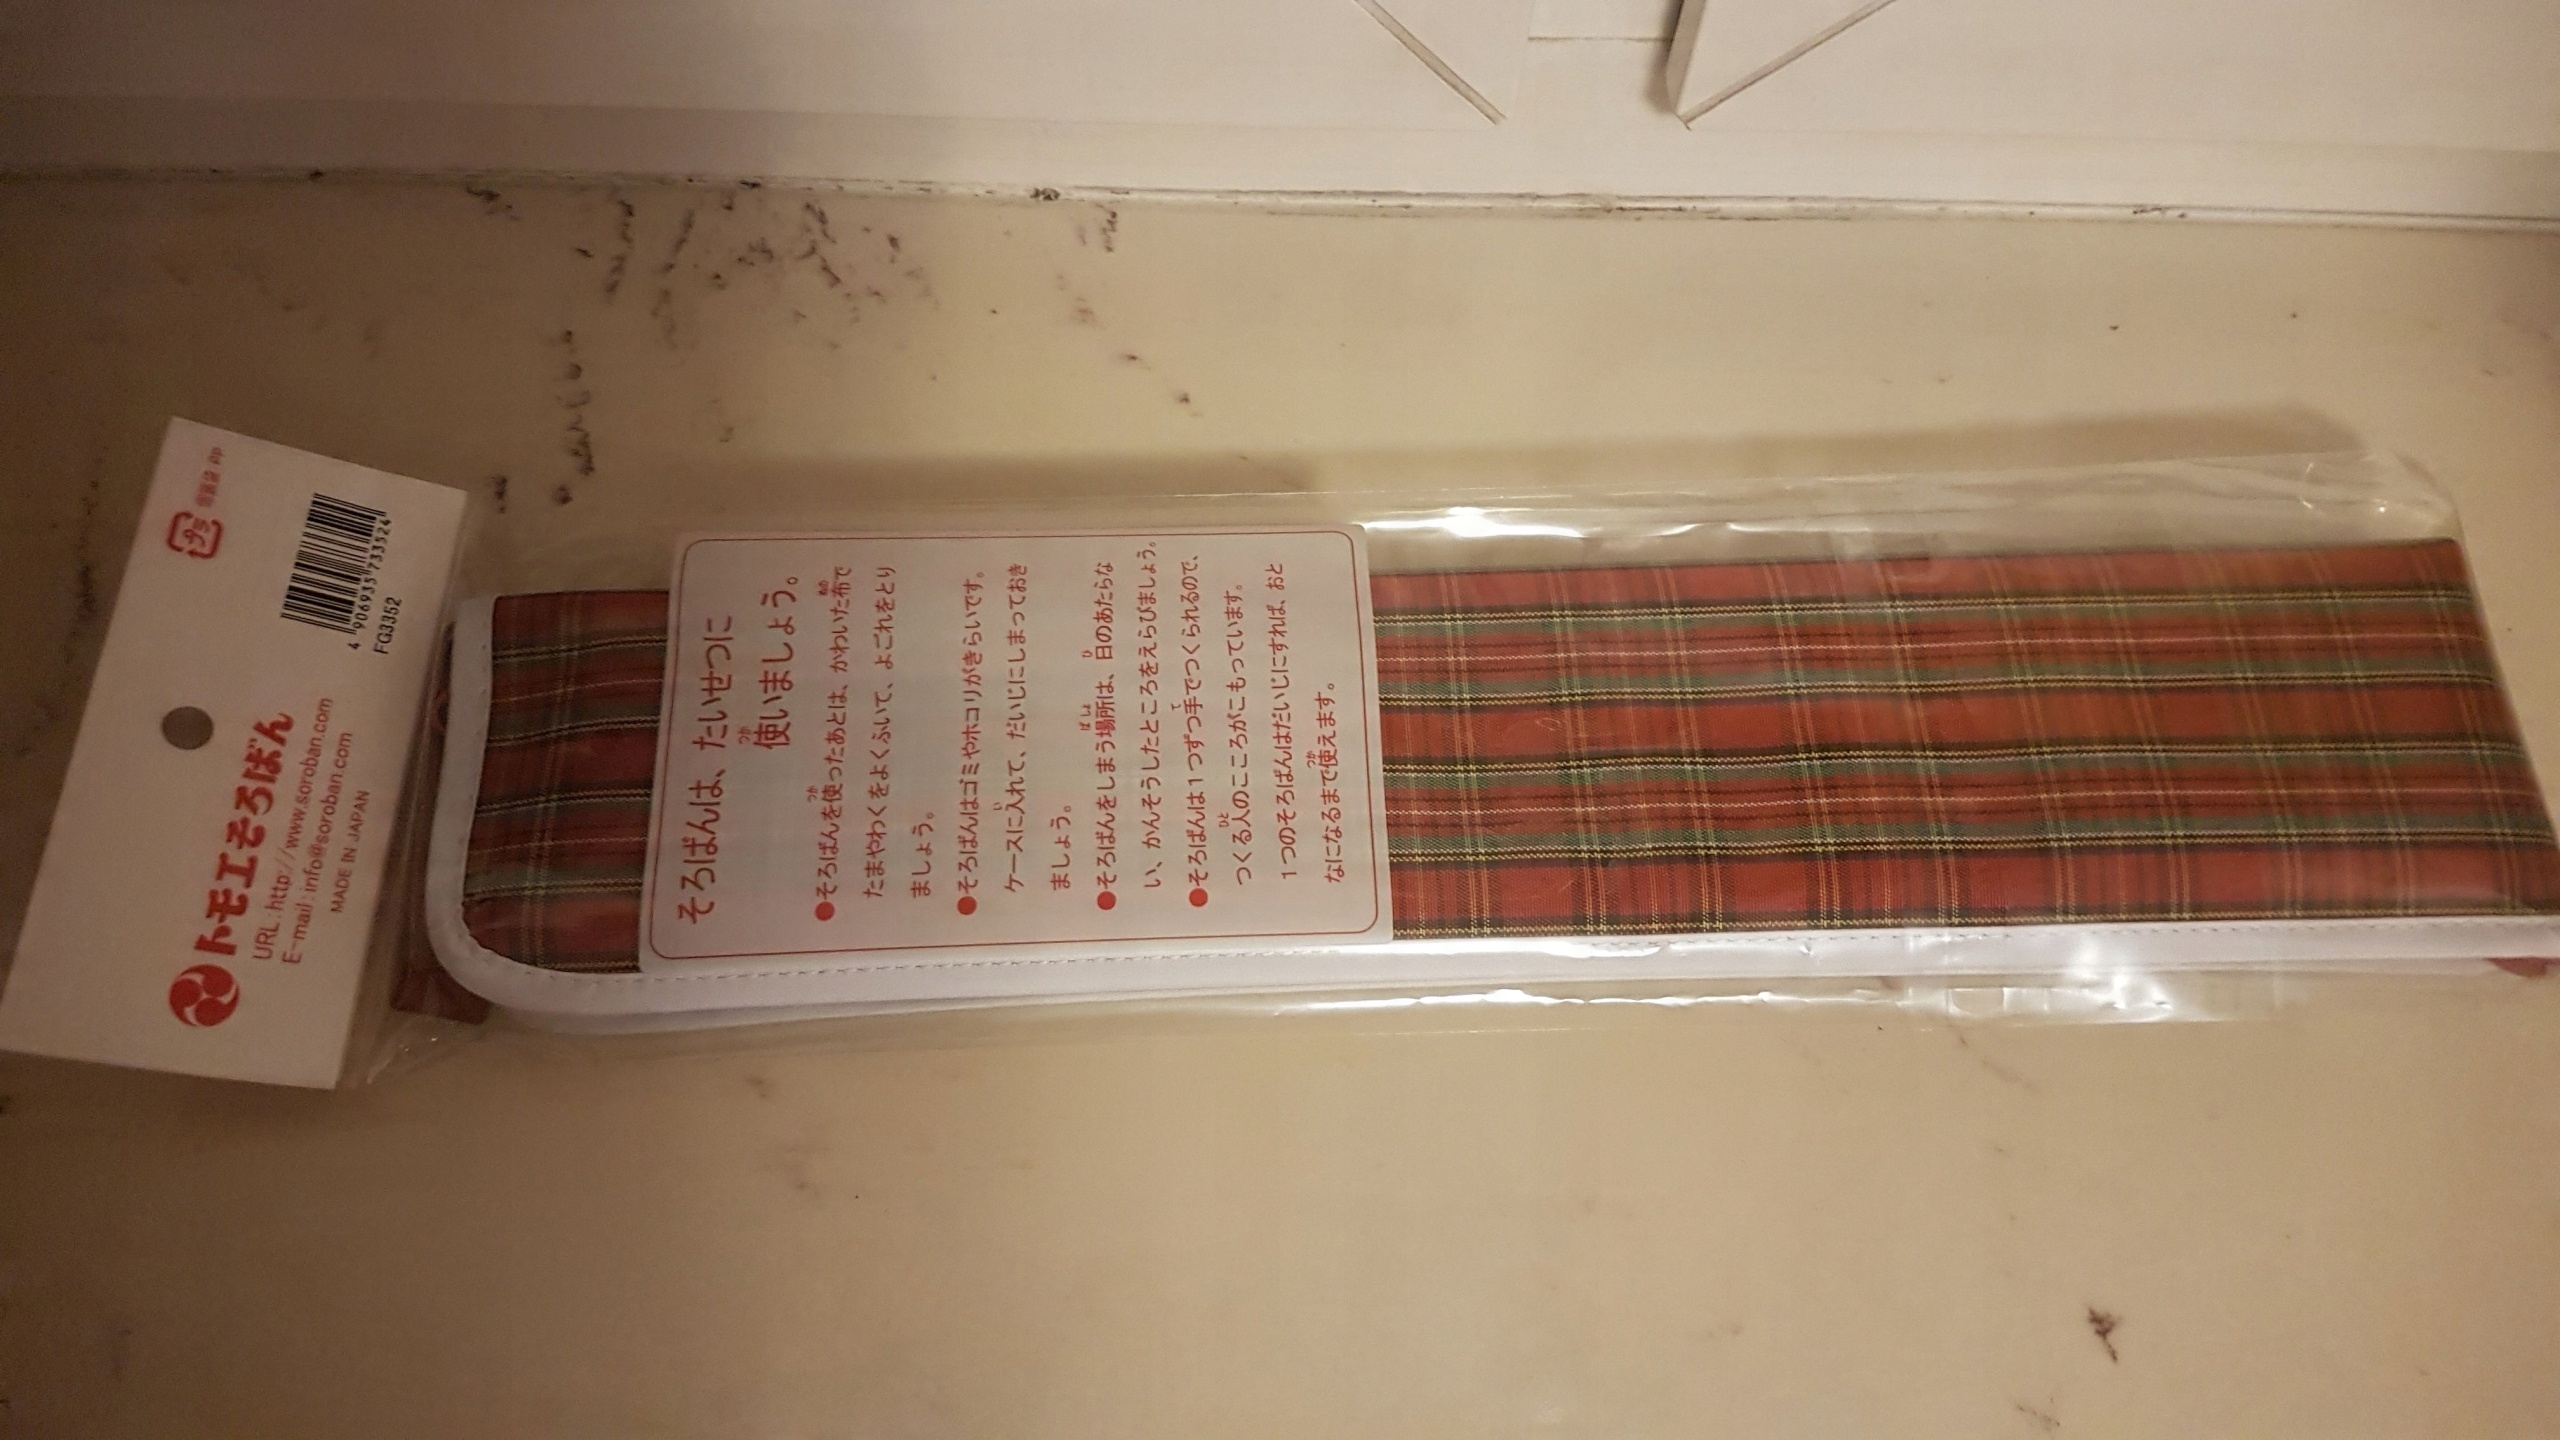 プラ
個装袋 PP
4 906935 733524
FG3352
トモエそろばん
URL:http://www.soroban.com
E-mail:info@soroban.com
MADE IN JAPAN
そろばんは、たいせつに
使いましょう。
●そろばんを使ったあとは、かわいた布で
たまやわくをよくふいて、よごれをとり
ましょう。
●そろばんはゴミやホコリがきらいです。
ケースに入れて、だいじにしまっておき
ましょう。
●そろばんをしまう場所は、日のあたらな
い、かんそうしたところをえらびましょう。
●そろばんは1つずつ手でつくられるので、
つくる人のこころがこもっています。
1つのそろばんはだいじにすれば、おと
なになるまで使えます。